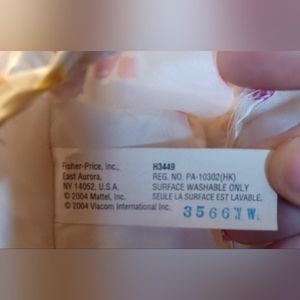 Fisher-Price, Inc.,
East Aurora,
NY 14052, U.S.A.
© 2004 Mattel, Inc.
© 2004 Viacom International Inc.
H3449
REG. NO. PA-10302(HK)
SURFACE WASHABLE ONLY
SEULE LA SURFACE EST LAVABLE.